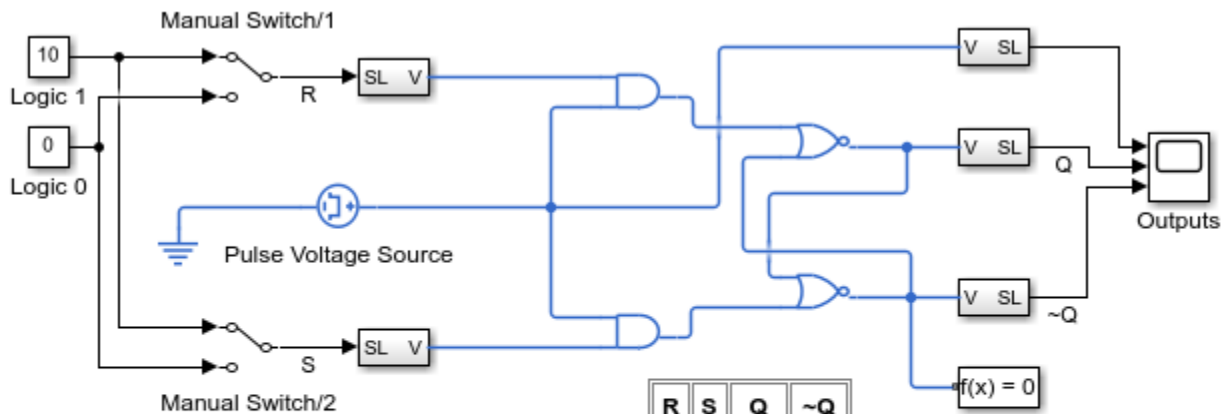 Manual Switch/1
10
Logic 1
R
SL V
V SL
0
Logic 0
V SL
Q
Outputs
Pulse Voltage Source
V SL
~Q
S
SL V
f(x) = 0
Manual Switch/2
R S Q ~Q